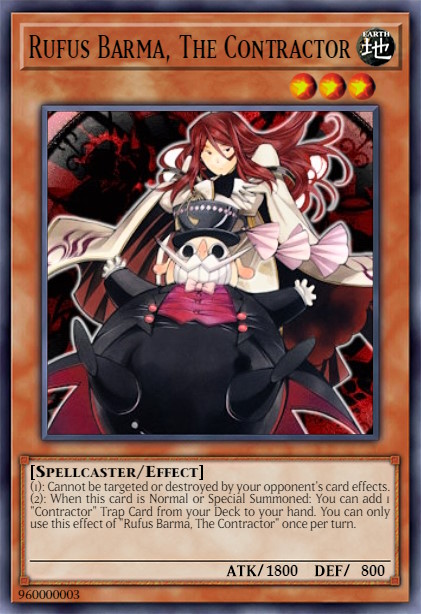 Rufus Barma, The Contractor
EARTH
地
[Spellcaster/Effect]
(1): Cannot be targeted or destroyed by your opponent's card effects.
(2): When this card is Normal or Special Summoned: You can add 1
"Contractor" Trap Card from your Deck to your hand. You can only
use this effect of "Rufus Barma, The Contractor" once per turn.
ATK/1800 DEF/ 800
960000003